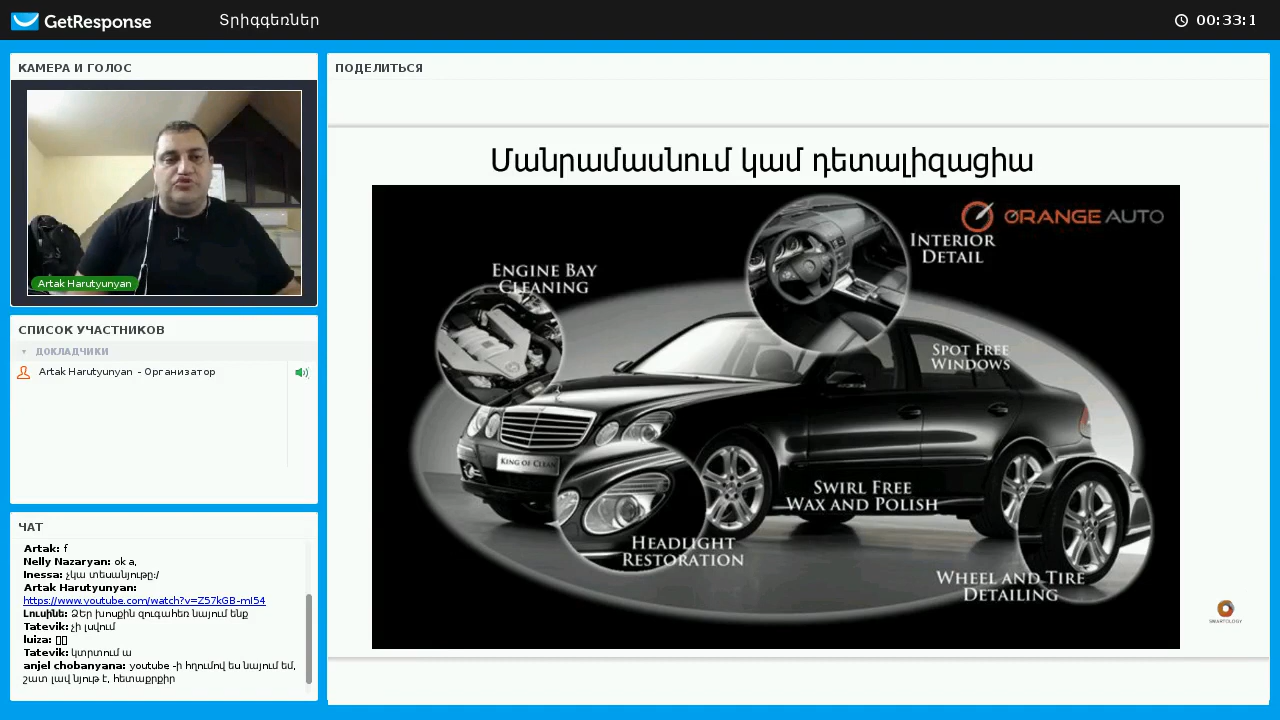 GetResponse
Տրիգգեռներ
00:33:1
КАМЕРА И ГОЛОС
Artak Harutyunyan
СПИСОК УЧАСТНИКОВ
ДОКЛАДЧИКИ
Artak Harutyunyan - Организатор
ЧАТ
Artak: f
Nelly Nazaryan: ok a,
Inessa: չկա տեսանյութը:/
Artak Harutyunyan:
https://www.youtube.com/watch?v=Z57kGB-mI54
Լուսինե: Ձեր խոսքին զուգահեռ նայում ենք
Tatevik: չի լսվում
luiza:
Tatevik: կտրտում ա
anjel chobanyana: youtube -ի հղումով ես նայում եմ,
շատ լավ նյութ է, հետաքրքիր
ПОДЕЛИТЬСЯ
Մանրամասնում կամ դետալիզացիա
ORANGE AUTO
INTERIOR
DETAIL
ENGINE BAY
CLEANING
SPOT FREE
WINDOWS
KING OF CLEAN
SWIRL FREE
WAX AND POLISH
HEADLIGHT
RESTORATION
WHEEL AND TIRE
DETAILING
SMARTOLOGY